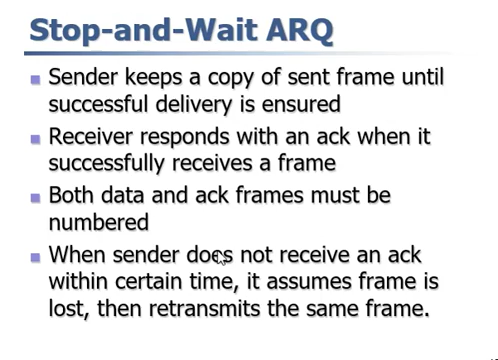 Stop-and-Wait ARQ
Sender keeps a copy of sent frame until
successful delivery is ensured
Receiver responds with an ack when it
successfully receives a frame
Both data and ack frames must be
numbered
When sender does not receive an ack
within certain time, it assumes frame is
lost, then retransmits the same frame.